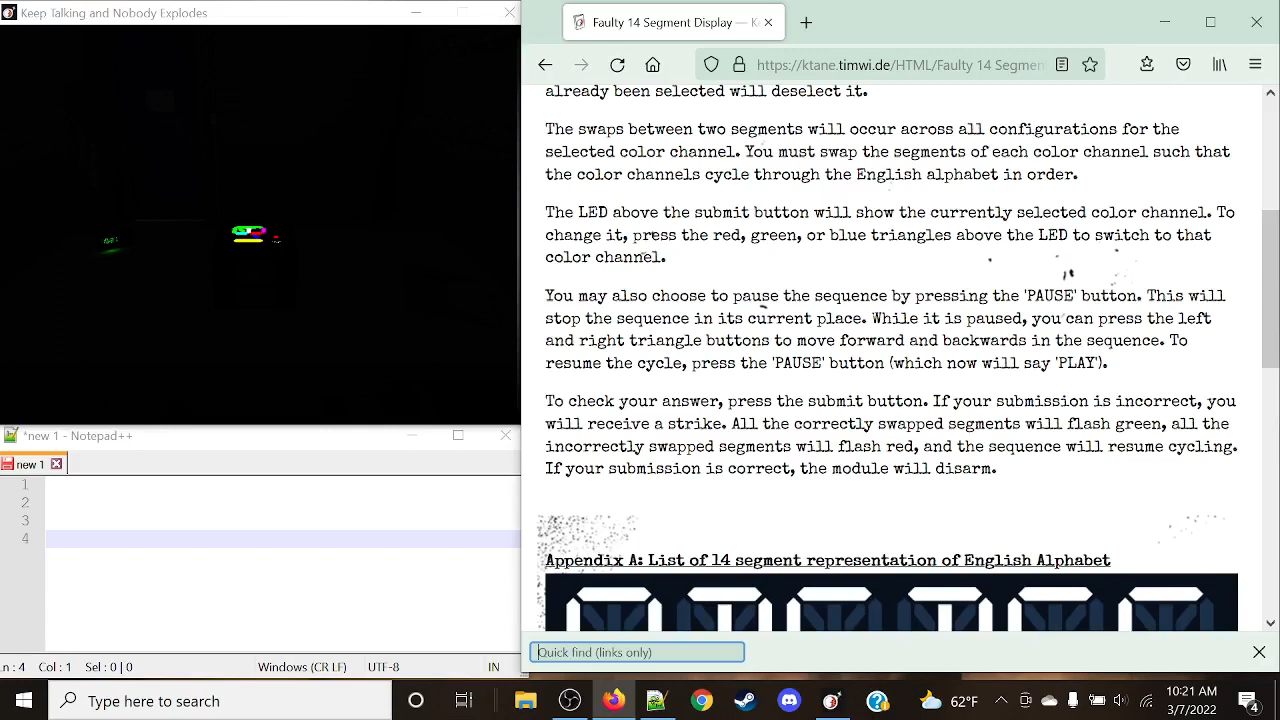 Keep Talking and Nobody Explodes
Faulty 14 Segment Display — Ke
https://ktane.timwi.de/HTML/Faulty 14 Segmen
already been selected will deselect it.
The swaps between two segments will occur across all configurations for the
selected color channel. You must swap the segments of each color channel such that
the color channels cycle through the English alphabet in order.
The LED above the submit button will show the currently selected color channel. To
change it, press the red, green, or blue triangles above the LED to switch to that
color channel.
You may also choose to pause the sequence by pressing the 'PAUSE' button. This will
stop the sequence in its current place. While it is paused, you can press the left
and right triangle buttons to move forward and backwards in the sequence. To
resume the cycle, press the 'PAUSE' button (which now will say 'PLAY').
To check your answer, press the submit button. If your submission is incorrect, you
will receive a strike. All the correctly swapped segments will flash green, all the
incorrectly swapped segments will flash red, and the sequence will resume cycling.
If your submission is correct, the module will disarm.
Appendix A: List of 14 segment representation of English Alphabet
Quick find (links only)
*new 1 - Notepad++
new 1
1
2
3
4
Ln : 4 Col : 1 Sel : 0 | 0 Windows (CR LF) UTF-8 IN
Type here to search
62°F
10:21 AM
3/7/2022
4